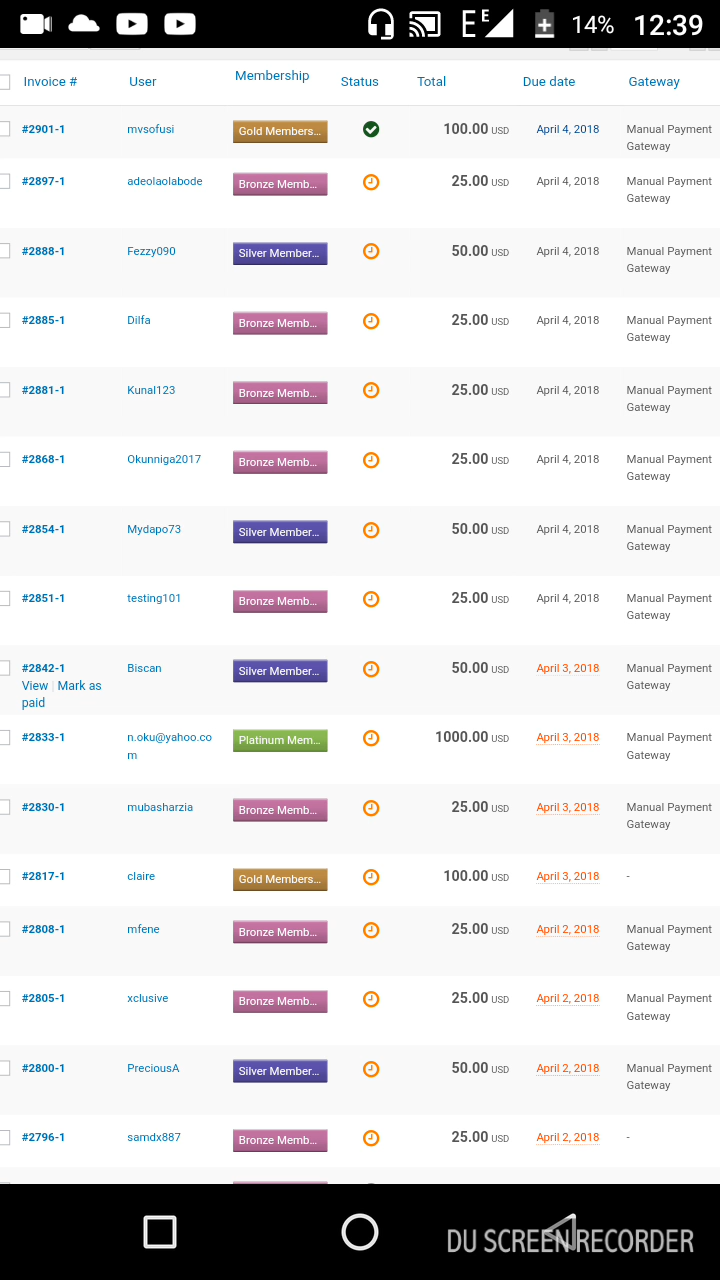 E E 14% 12:39
Invoice # User Membership Status Total Due date Gateway
#2901-1 mvsofusi Gold Members... 100.00 USD April 4, 2018 Manual Payment
Gateway
#2897-1 adeolaolabode Bronze Memb... 25.00 USD April 4, 2018 Manual Payment
Gateway
#2888-1 Fezzy090 Silver Member... 50.00 USD April 4, 2018 Manual Payment
Gateway
#2885-1 Dilfa Bronze Memb... 25.00 USD April 4, 2018 Manual Payment
Gateway
#2881-1 Kunal123 Bronze Memb... 25.00 USD April 4, 2018 Manual Payment
Gateway
#2868-1 Okunniga2017 Bronze Memb... 25.00 USD April 4, 2018 Manual Payment
Gateway
#2854-1 Mydapo73 Silver Member... 50.00 USD April 4, 2018 Manual Payment
Gateway
#2851-1 testing101 Bronze Memb... 25.00 USD April 4, 2018 Manual Payment
Gateway
#2842-1 Biscan Silver Member... 50.00 USD April 3, 2018 Manual Payment
View | Mark as Gateway
paid
#2833-1 n.oku@yahoo.co Platinum Mem... 1000.00 USD April 3, 2018 Manual Payment
m Gateway
#2830-1 mubasharzia Bronze Memb... 25.00 USD April 3, 2018 Manual Payment
Gateway
#2817-1 claire Gold Members... 100.00 USD April 3, 2018 -
#2808-1 mfene Bronze Memb... 25.00 USD April 2, 2018 Manual Payment
Gateway
#2805-1 xclusive Bronze Memb... 25.00 USD April 2, 2018 Manual Payment
Gateway
#2800-1 PreciousA Silver Member... 50.00 USD April 2, 2018 Manual Payment
Gateway
#2796-1 samdx887 Bronze Memb... 25.00 USD April 2, 2018 -
DU SCREEN RECORDER